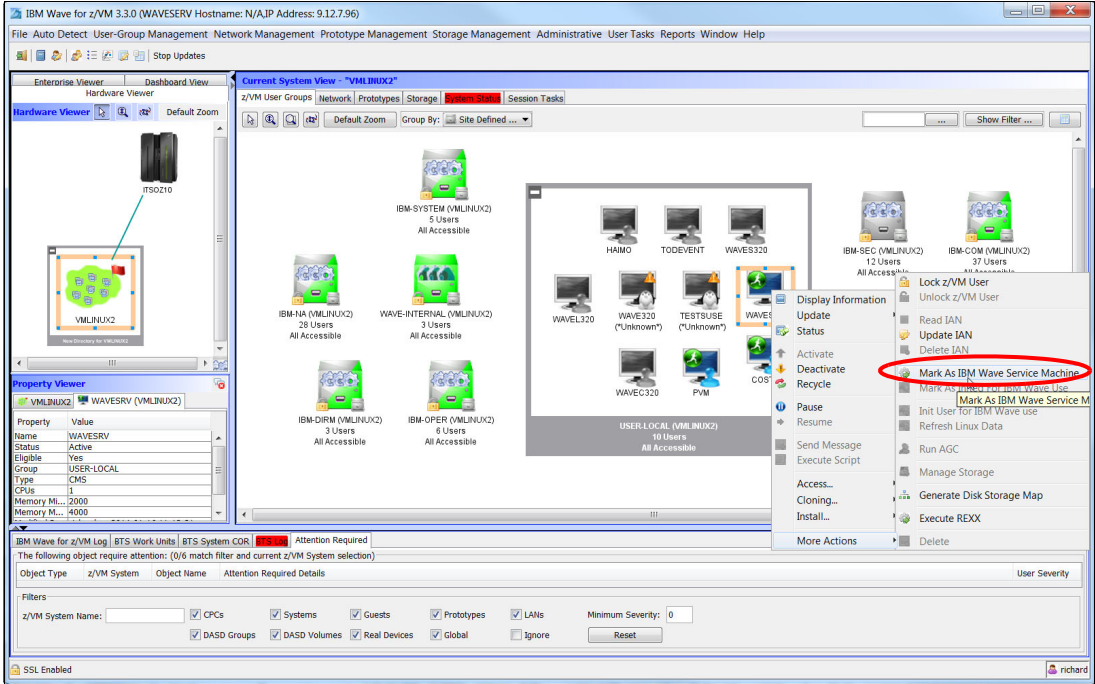 IBM Wave for z/VM 3.3.0 (WAVESERV Hostname: N/A,IP Address: 9.12.7.96)
File Auto Detect User-Group Management Network Management Prototype Management Storage Management Administrative User Tasks Reports Window Help
Stop Updates
Enterprise Viewer Dashboard View
Hardware Viewer
Hardware Viewer Default Zoom
ITSOZ10
VMLINUX2
New Directory for VMLINUX2
Property Viewer
VMLINUX2 WAVESRV (VMLINUX2)
Property Value
Name WAVESRV
Status Active
Eligible Yes
Group USER-LOCAL
Type CMS
CPUs 1
Memory Mi... 2000
Memory M... 4000
Current System View - "VMLINUX2"
z/VM User Groups Network Prototypes Storage System Status Session Tasks
Default Zoom Group By: Site Defined ... ... Show Filter ...
IBM-SYSTEM (VMLINUX2)
5 Users
All Accessible
IBM-NA (VMLINUX2)
28 Users
All Accessible
WAVE-INTERNAL (VMLINUX2)
3 Users
All Accessible
IBM-DIRM (VMLINUX2)
3 Users
All Accessible
IBM-OPER (VMLINUX2)
6 Users
All Accessible
HAIMO TODEVENT WAVES320
WAVEL320 WAVE320 TESTSUSE WAVES
(*Unknown*) (*Unknown*)
WAVEC320 PVM COS
USER-LOCAL (VMLINUX2)
10 Users
All Accessible
IBM-SEC (VMLINUX2)
12 Users
All Accessible
IBM-COM (VMLINUX2)
37 Users
All Accessible
Display Information
Update
Status
Activate
Deactivate
Recycle
Pause
Resume
Send Message
Execute Script
Access...
Cloning...
Install...
More Actions
Lock z/VM User
Unlock z/VM User
Read IAN
Update IAN
Delete IAN
Mark As IBM Wave Service Machine
Mark As Inited For IBM Wave Use
Mark As IBM Wave Service M
Init User for IBM Wave use
Refresh Linux Data
Run AGC
Manage Storage
Generate Disk Storage Map
Execute REXX
Delete
IBM Wave for z/VM Log BTS Work Units BTS System COR BTS Log Attention Required
The following object require attention: (0/6 match filter and current z/VM System selection)
Object Type z/VM System Object Name Attention Required Details User Severity
Filters
z/VM System Name: CPCs Systems Guests Prototypes LANs Minimum Severity: 0
DASD Groups DASD Volumes Real Devices Global Ignore Reset
SSL Enabled richard